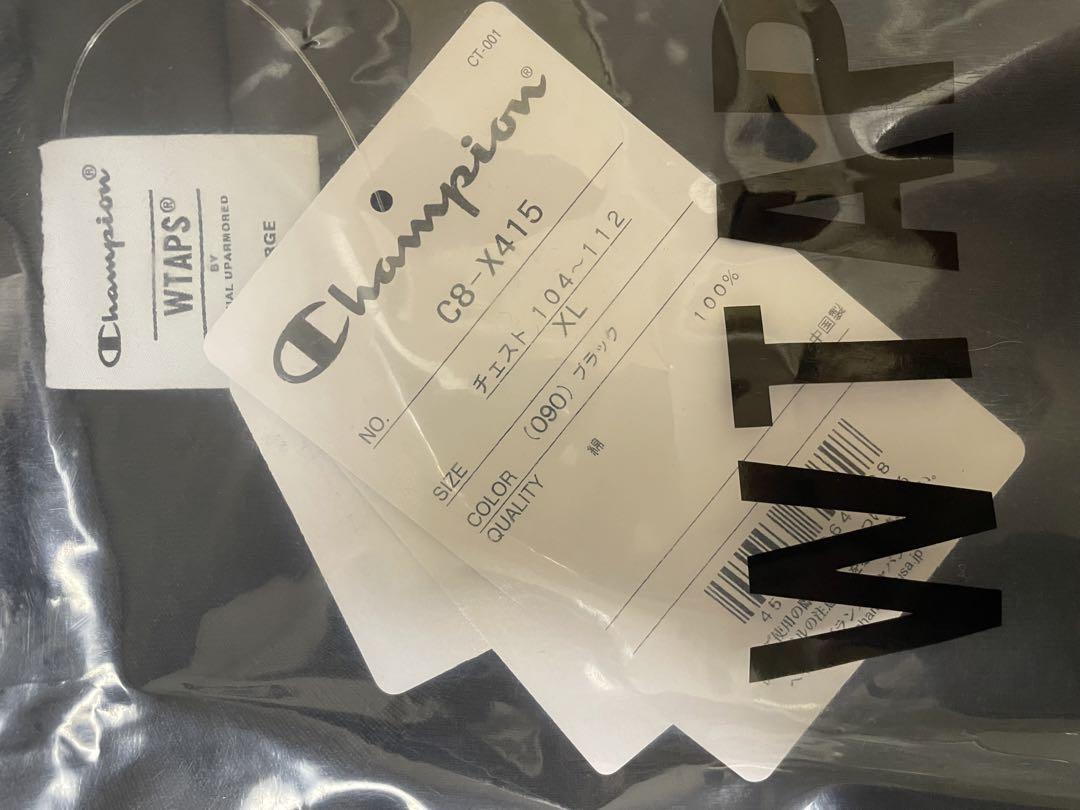 Champion®
WTAPS®
BY
UPARMORED
CT-001
Champion®
NO. C8-X415
SIZE チェスト 104～112
XL
COLOR (090) ブラック
QUALITY 綿 100%
中国製
WTAP